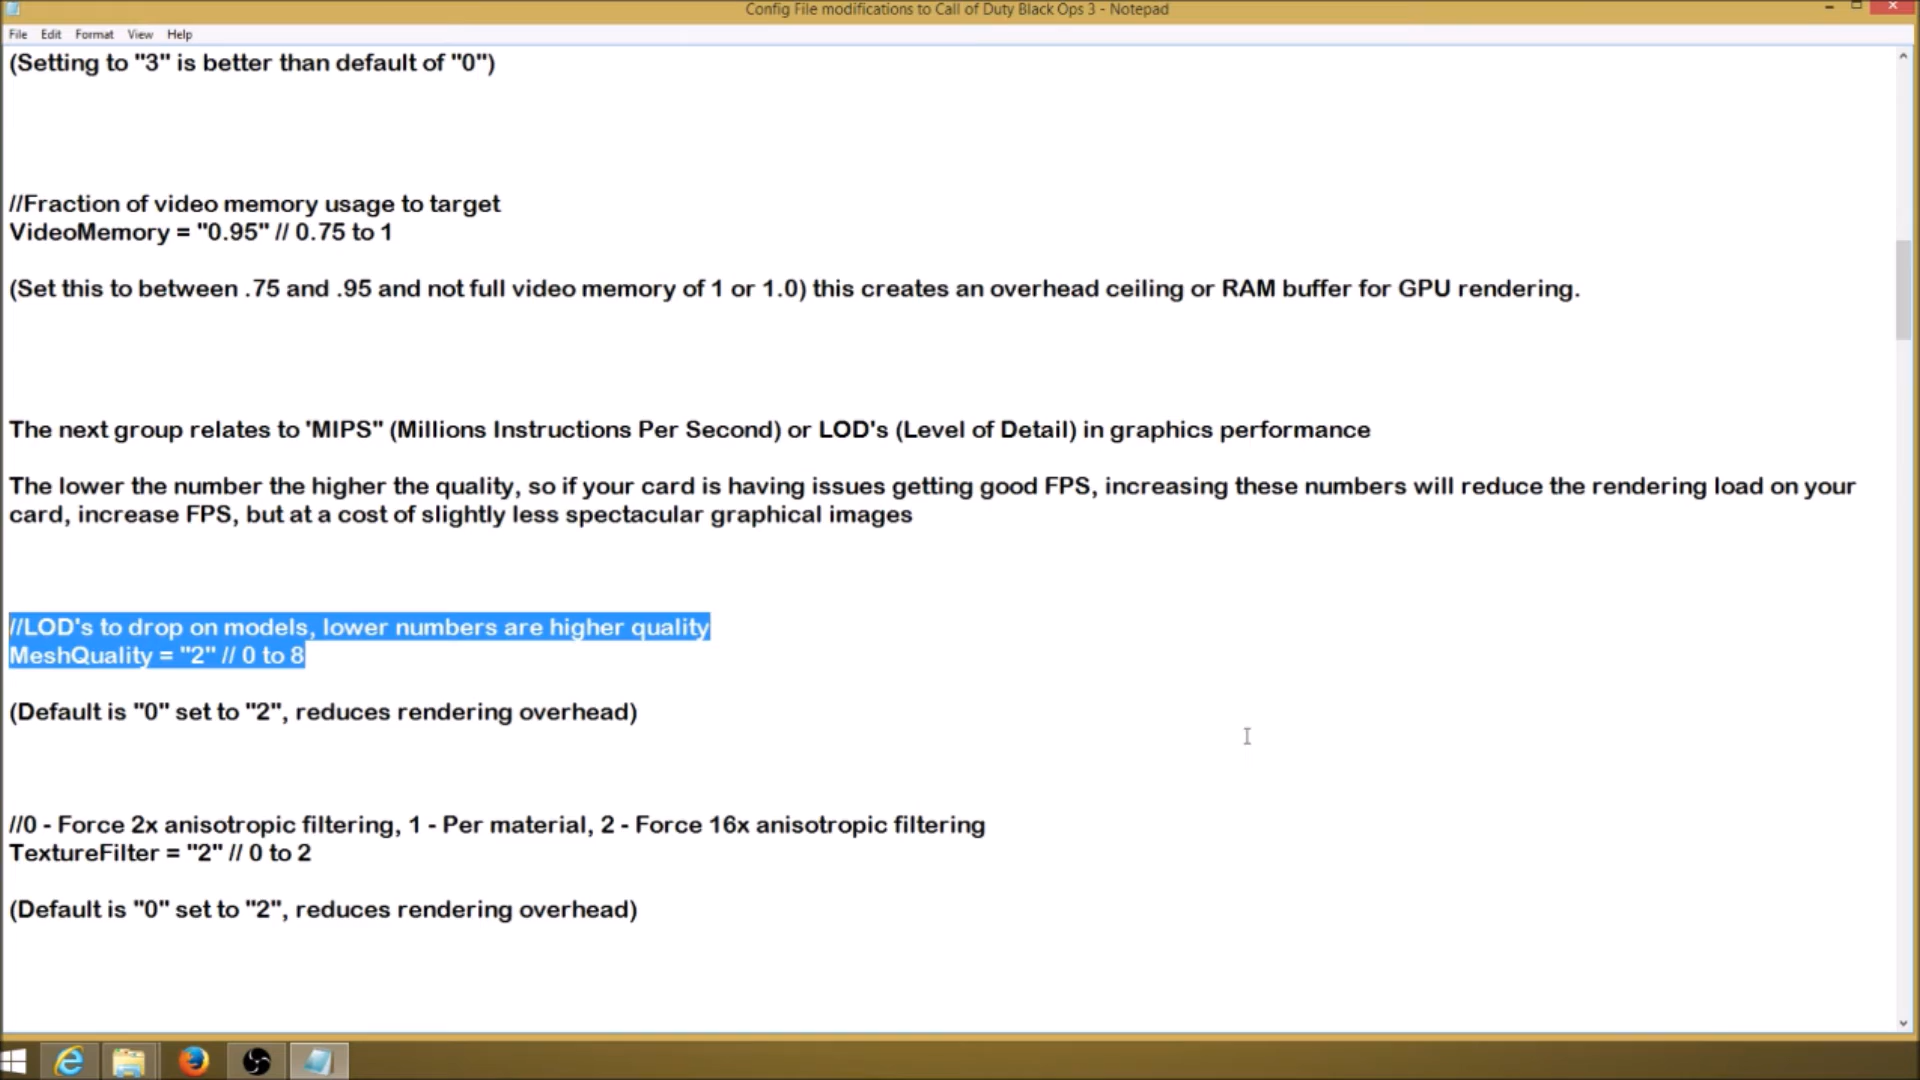 Config File modifications to Call of Duty Black Ops 3 - Notepad
File Edit Format View Help
(Setting to "3" is better than default of "0")
//Fraction of video memory usage to target
VideoMemory = "0.95" // 0.75 to 1
(Set this to between .75 and .95 and not full video memory of 1 or 1.0) this creates an overhead ceiling or RAM buffer for GPU rendering.
The next group relates to 'MIPS" (Millions Instructions Per Second) or LOD's (Level of Detail) in graphics performance
The lower the number the higher the quality, so if your card is having issues getting good FPS, increasing these numbers will reduce the rendering load on your
card, increase FPS, but at a cost of slightly less spectacular graphical images
//LOD's to drop on models, lower numbers are higher quality
MeshQuality = "2" // 0 to 8
(Default is "0" set to "2", reduces rendering overhead)
//0 - Force 2x anisotropic filtering, 1 - Per material, 2 - Force 16x anisotropic filtering
TextureFilter = "2" // 0 to 2
(Default is "0" set to "2", reduces rendering overhead)